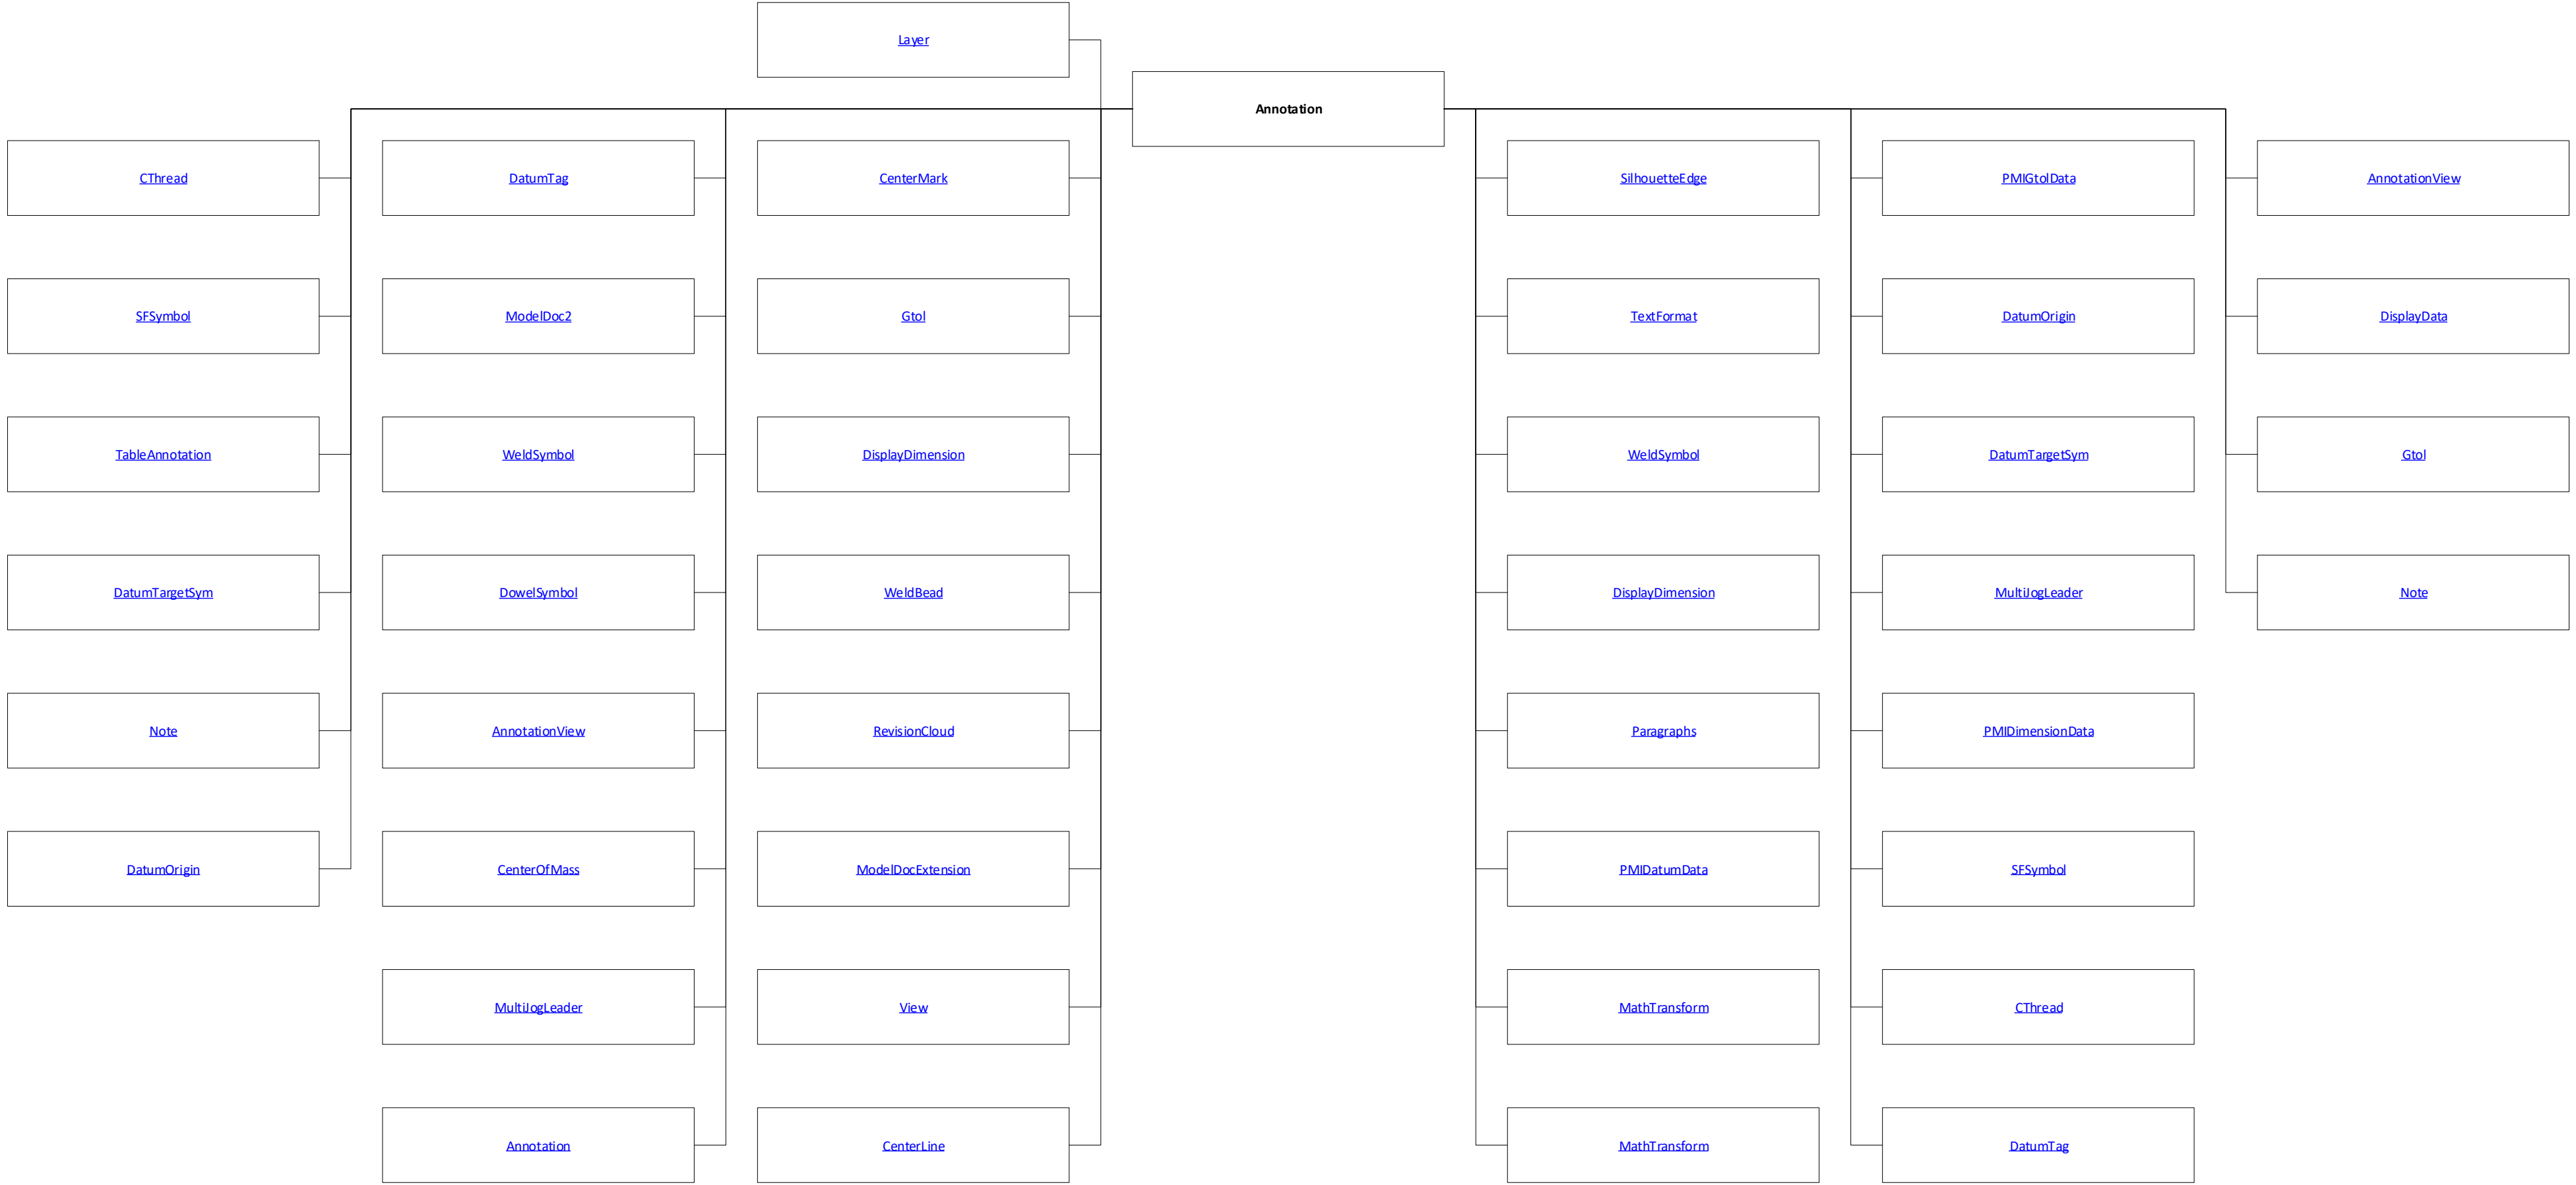 Layer
Annotation
CThread
DatumTag
CenterMark
SilhouetteEdge
PMIGtolData
AnnotationView
SFSymbol
ModelDoc2
Gtol
TextFormat
DatumOrigin
DisplayData
TableAnnotation
WeldSymbol
DisplayDimension
WeldSymbol
DatumTargetSym
Gtol
DatumTargetSym
DowelSymbol
WeldBead
DisplayDimension
MultiJogLeader
Note
Note
AnnotationView
RevisionCloud
Paragraphs
PMIDimensionData
DatumOrigin
CenterOfMass
ModelDocExtension
PMIDatumData
SFSymbol
MultiJogLeader
View
MathTransform
CThread
Annotation
CenterLine
MathTransform
DatumTag